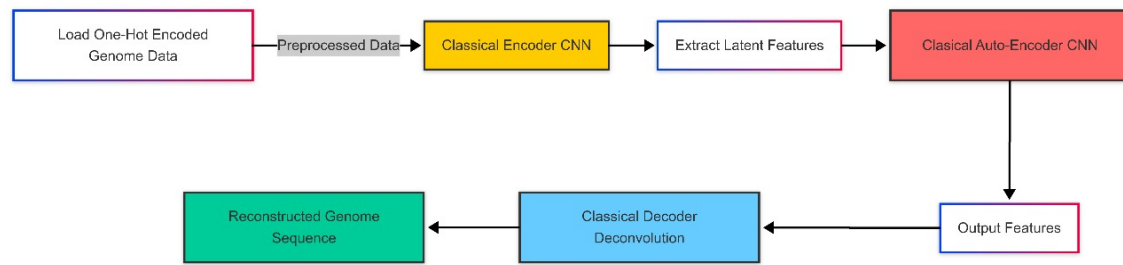 Load One-Hot Encoded
Genome Data
Preprocessed Data
Classical Encoder CNN
Extract Latent Features
Clasical Auto-Encoder CNN
Reconstructed Genome
Sequence
Classical Decoder
Deconvolution
Output Features